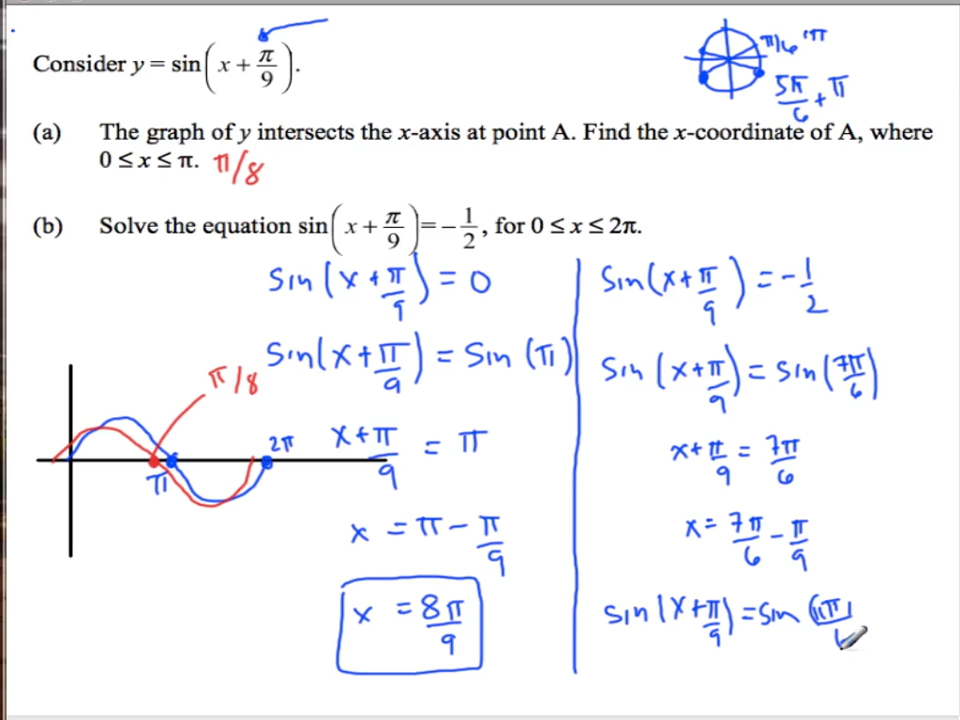 Consider y = sin(x + π/9).
π/6 + π
5π/6 + π
(a) The graph of y intersects the x-axis at point A. Find the x-coordinate of A, where
0 ≤ x ≤ π. π/8
(b) Solve the equation sin(x + π/9) = −1/2, for 0 ≤ x ≤ 2π.
sin(x + π/9) = 0
sin(x + π/9) = sin(π)
π/8
2π
π
x + π/9 = π
x = π − π/9
x = 8π/9
sin(x + π/9) = −1/2
sin(x + π/9) = sin(7π/6)
x + π/9 = 7π/6
x = 7π/6 − π/9
sin(x + π/9) = sin(11π/